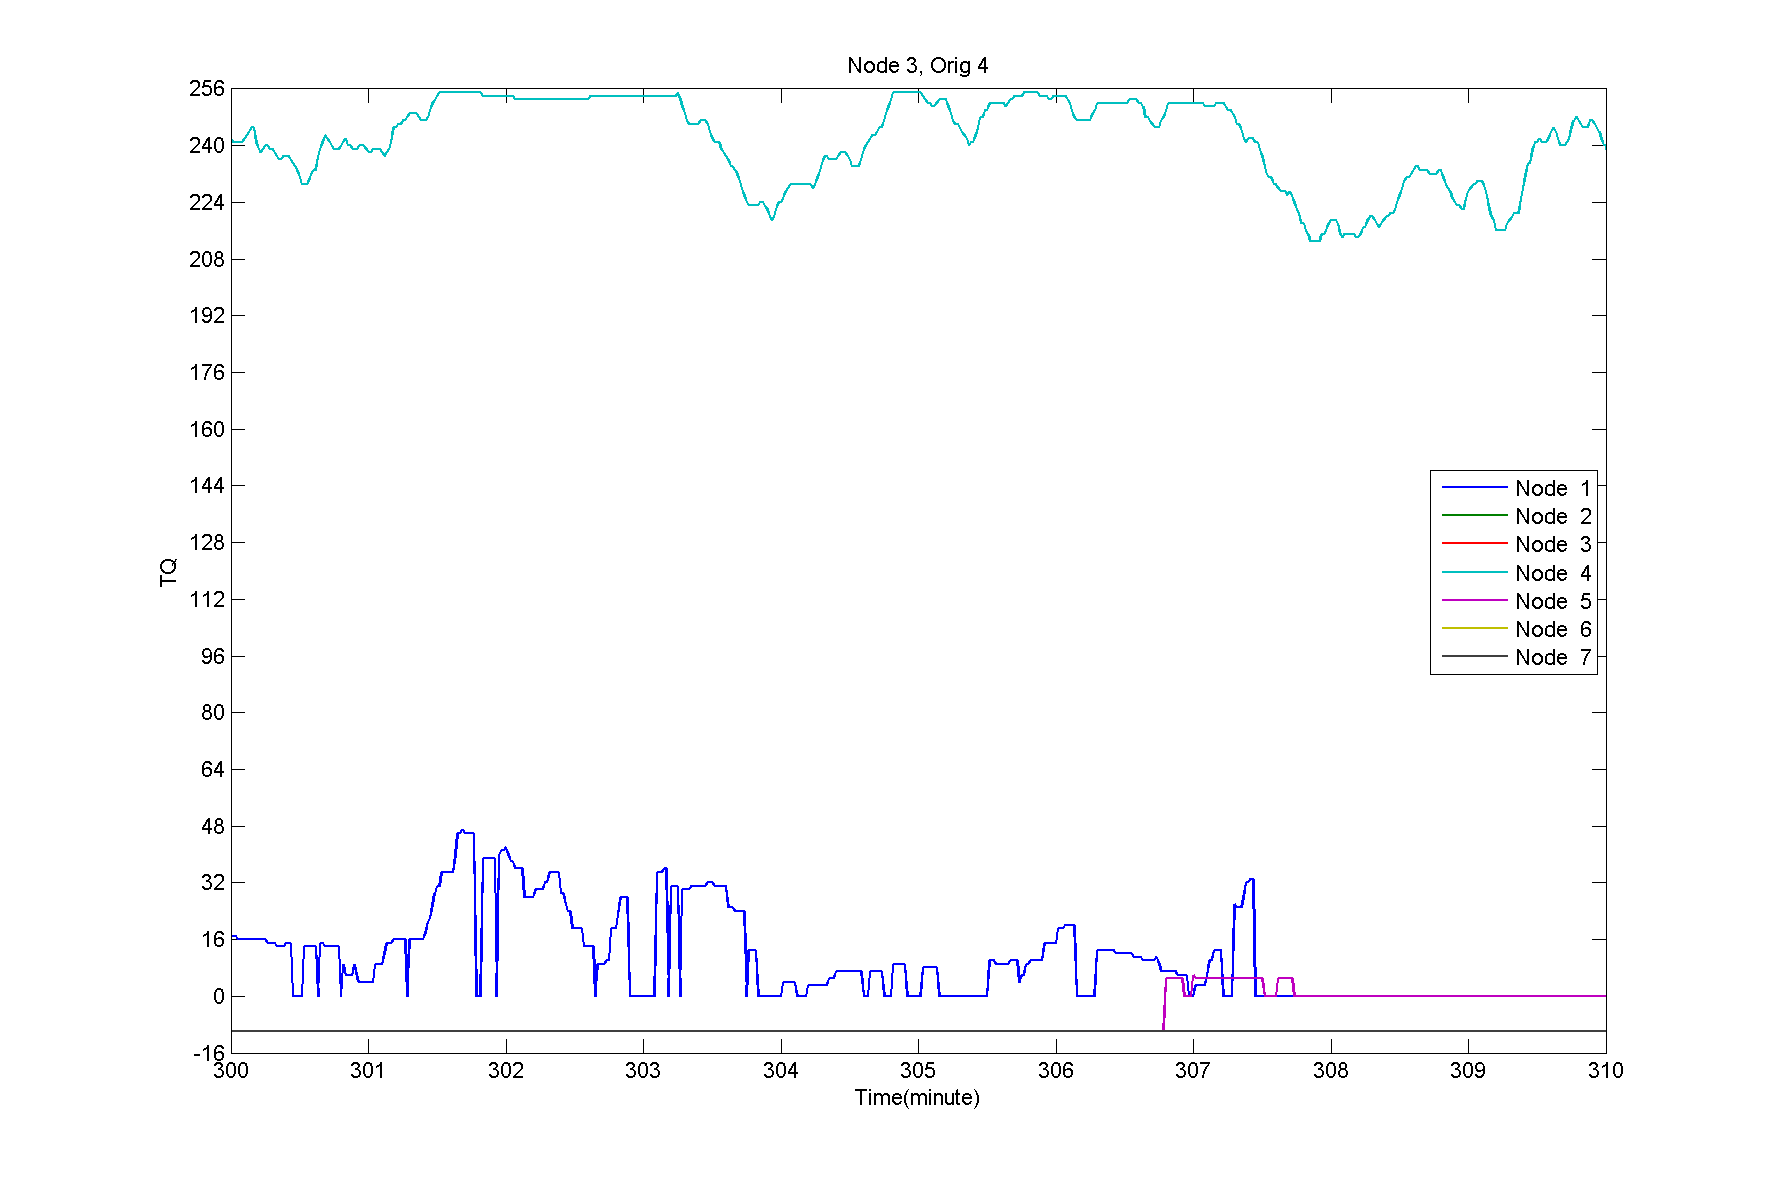 Node 3, Orig 4
256
240
224
208
192
176
160
144
128
112
96
80
64
48
32
16
0
-16
TQ
Node 1
Node 2
Node 3
Node 4
Node 5
Node 6
Node 7
300 301 302 303 304 305 306 307 308 309 310
Time(minute)